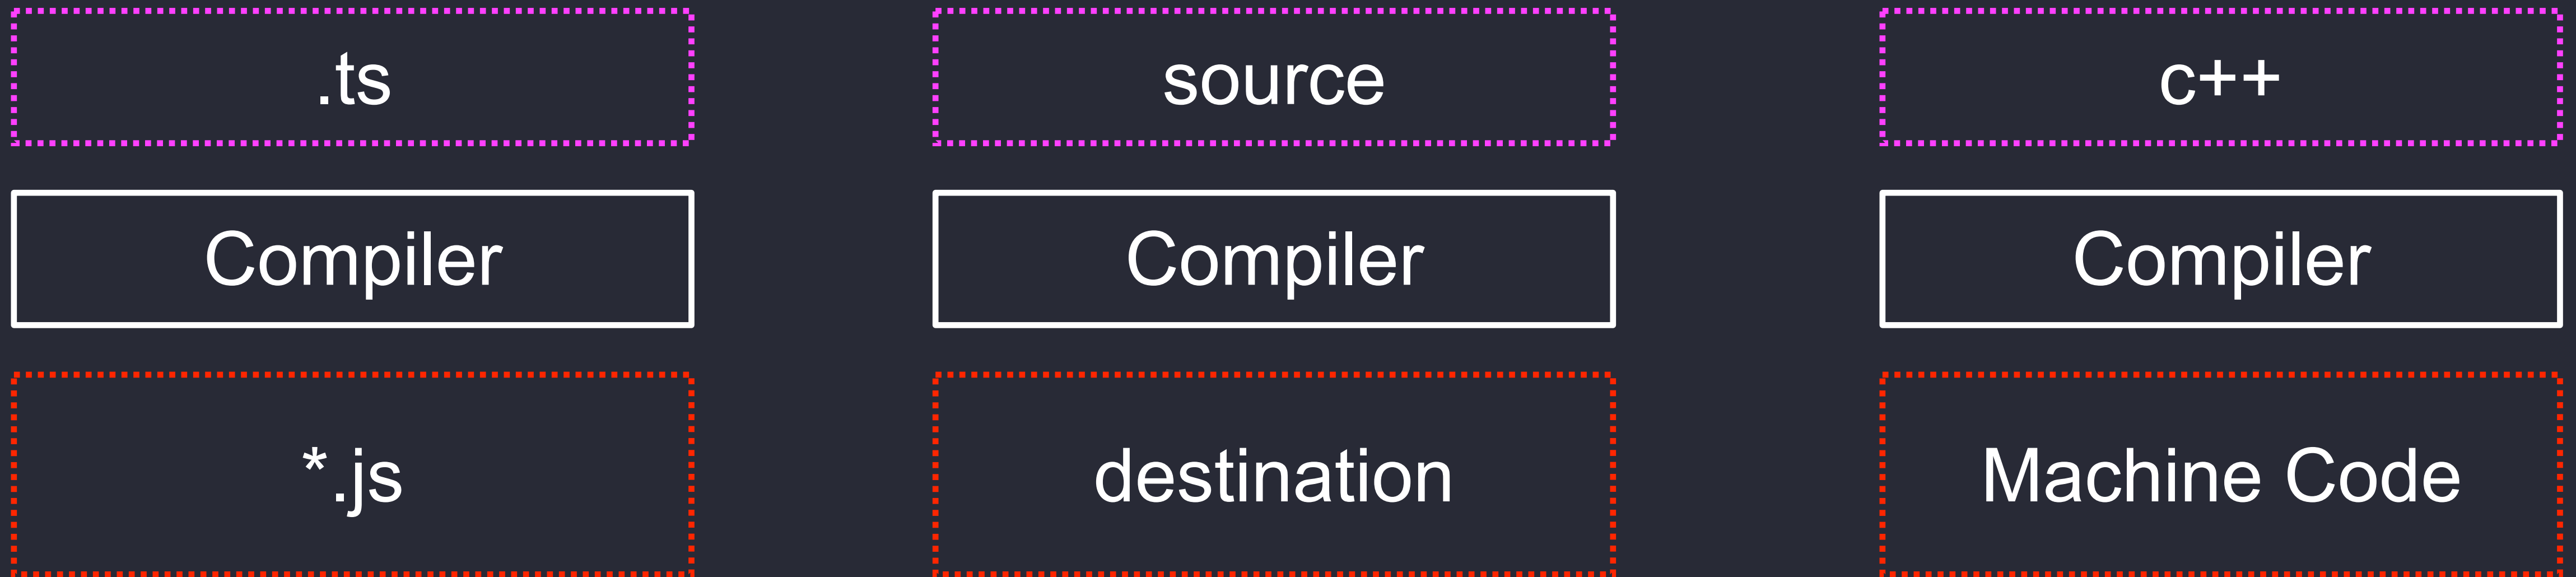 .ts
source
c++
Compiler
Compiler
Compiler
*.js
destination
Machine Code